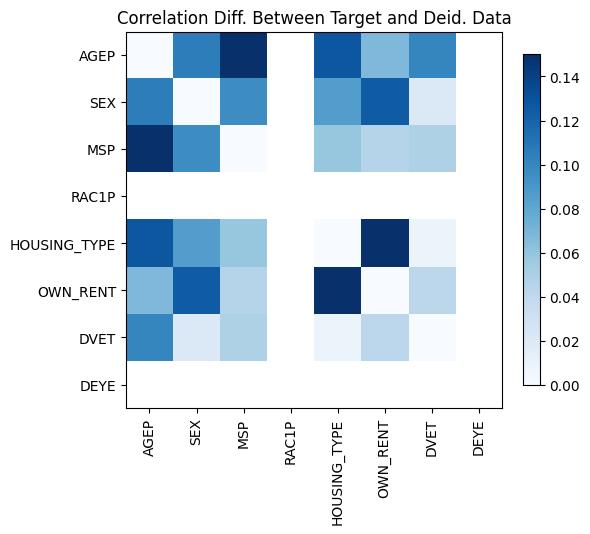 Correlation Diff. Between Target and Deid. Data
AGEP
SEX
MSP
RAC1P
HOUSING_TYPE
OWN_RENT
DVET
DEYE
AGEP
SEX
MSP
RAC1P
HOUSING_TYPE
OWN_RENT
DVET
DEYE
0.14
0.12
0.10
0.08
0.06
0.04
0.02
0.00